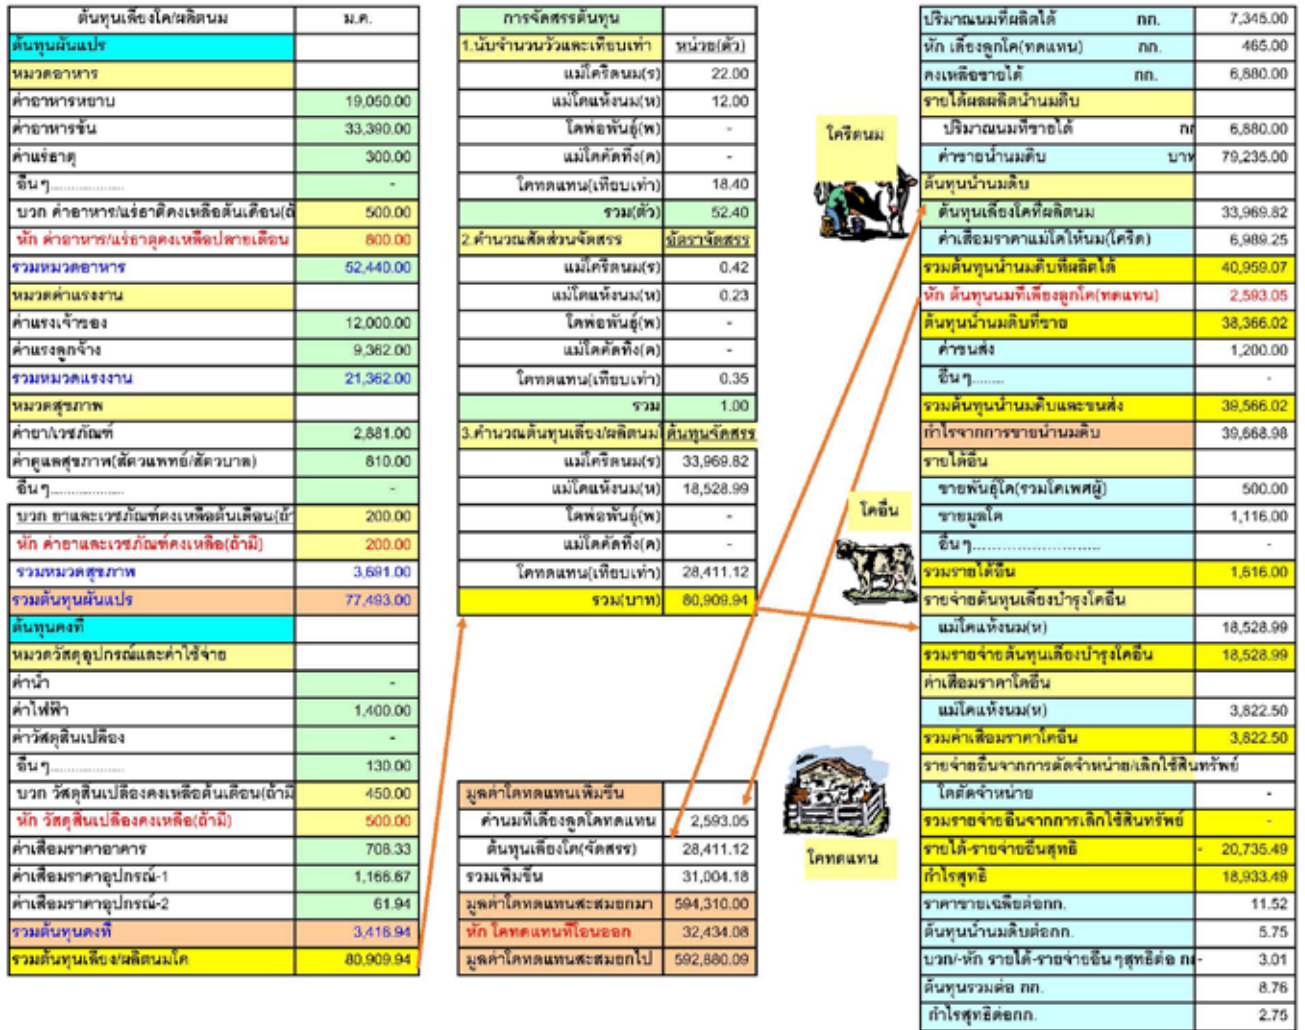 ต้นทุนเลี้ยงโค/ผลิตนม ม.ค.
ต้นทุนผันแปร
หมวดอาหาร
ค่าอาหารหยาบ 19,050.00
ค่าอาหารข้น 33,390.00
ค่าแร่ธาตุ 300.00
อื่นๆ.................... -
บวก ค่าอาหาร/แร่ธาตุคงเหลือต้นเดือน(ถ้ 500.00
หัก ค่าอาหาร/แร่ธาตุคงเหลือปลายเดือน 800.00
รวมหมวดอาหาร 52,440.00
หมวดค่าแรงงาน
ค่าแรงเจ้าของ 12,000.00
ค่าแรงลูกจ้าง 9,362.00
รวมหมวดแรงงาน 21,362.00
หมวดสุขภาพ
ค่ายา/เวชภัณฑ์ 2,881.00
ค่าดูแลสุขภาพ(สัตวแพทย์/สัตวบาล) 810.00
อื่นๆ.................... -
บวก ยาและเวชภัณฑ์คงเหลือต้นเดือน(ถ้า 200.00
หัก ค่ายาและเวชภัณฑ์คงเหลือ(ถ้ามี) 200.00
รวมหมวดสุขภาพ 3,691.00
รวมต้นทุนผันแปร 77,493.00
ต้นทุนคงที่
หมวดวัสดุอุปกรณ์และค่าใช้จ่าย
ค่าน้ำ -
ค่าไฟฟ้า 1,400.00
ค่าวัสดุสิ้นเปลือง -
อื่นๆ.................... 130.00
บวก วัสดุสิ้นเปลืองคงเหลือต้นเดือน(ถ้ามี 450.00
หัก วัสดุสิ้นเปลืองคงเหลือ(ถ้ามี) 500.00
ค่าเสื่อมราคาอาคาร 708.33
ค่าเสื่อมราคาอุปกรณ์-1 1,166.67
ค่าเสื่อมราคาอุปกรณ์-2 61.94
รวมต้นทุนคงที่ 3,416.94
รวมต้นทุนเลี้ยง/ผลิตนมโค 80,909.94
การจัดสรรต้นทุน
1.นับจำนวนวัวและเทียบเท่า หน่วย(ตัว)
แม่โครีดนม(ร) 22.00
แม่โคแห้งนม(ห) 12.00
โคพ่อพันธุ์(พ) -
แม่โคคัดทิ้ง(ค) -
โคทดแทน(เทียบเท่า) 18.40
รวม(ตัว) 52.40
2.คำนวณสัดส่วนจัดสรร อัตราจัดสรร
แม่โครีดนม(ร) 0.42
แม่โคแห้งนม(ห) 0.23
โคพ่อพันธุ์(พ) -
แม่โคคัดทิ้ง(ค) -
โคทดแทน(เทียบเท่า) 0.35
รวม 1.00
3.คำนวณต้นทุนเลี้ยง/ผลิตนมโ ต้นทุนจัดสรร
แม่โครีดนม(ร) 33,969.82
แม่โคแห้งนม(ห) 18,528.99
โคพ่อพันธุ์(พ) -
แม่โคคัดทิ้ง(ค) -
โคทดแทน(เทียบเท่า) 28,411.12
รวม(บาท) 80,909.94
มูลค่าโคทดแทนเพิ่มขึ้น
ค่านมที่เลี้ยงลูกโคทดแทน 2,593.05
ต้นทุนเลี้ยงโค(จัดสรร) 28,411.12
รวมเพิ่มขึ้น 31,004.18
มูลค่าโคทดแทนสะสมยกมา 594,310.00
หัก โคทดแทนที่โอนออก 32,434.08
มูลค่าโคทดแทนสะสมยกไป 592,880.09
โครีดนม
โคอื่น
โคทดแทน
ปริมาณนมที่ผลิตได้ กก. 7,345.00
หัก เลี้ยงลูกโค(ทดแทน) กก. 465.00
คงเหลือขายได้ กก. 6,880.00
รายได้ผลผลิตน้ำนมดิบ
ปริมาณนมที่ขายได้ กก 6,880.00
ค่าขายน้ำนมดิบ บาท 79,235.00
ต้นทุนน้ำนมดิบ
ต้นทุนเลี้ยงโคที่ผลิตนม 33,969.82
ค่าเสื่อมราคาแม่โคให้นม(โครีด) 6,989.25
รวมต้นทุนน้ำนมดิบที่ผลิตได้ 40,959.07
หัก ต้นทุนนมที่เลี้ยงลูกโค(ทดแทน) 2,593.05
ต้นทุนน้ำนมดิบที่ขาย 38,366.02
ค่าขนส่ง 1,200.00
อื่นๆ........ -
รวมต้นทุนน้ำนมดิบและขนส่ง 39,566.02
กำไรจากการขายน้ำนมดิบ 39,668.98
รายได้อื่น
ขายพันธุ์โค(รวมโคเพศผู้) 500.00
ขายมูลโค 1,116.00
อื่นๆ............................ -
รวมรายได้อื่น 1,616.00
รายจ่ายต้นทุนเลี้ยงบำรุงโคอื่น
แม่โคแห้งนม(ห) 18,528.99
รวมรายจ่ายต้นทุนเลี้ยงบำรุงโคอื่น 18,528.99
ค่าเสื่อมราคาโคอื่น
แม่โคแห้งนม(ห) 3,822.50
รวมค่าเสื่อมราคาโคอื่น 3,822.50
รายจ่ายอื่นจากการตัดจำหน่าย/เลิกใช้สินทรัพย์
โคตัดจำหน่าย -
รวมรายจ่ายอื่นจากการเลิกใช้สินทรัพย์ -
รายได้-รายจ่ายอื่นสุทธิ - 20,735.49
กำไรสุทธิ 18,933.49
ราคาขายเฉลี่ยต่อกก. 11.52
ต้นทุนน้ำนมดิบต่อกก. 5.75
บวก/-หัก รายได้-รายจ่ายอื่นๆสุทธิต่อ กก- 3.01
ต้นทุนรวมต่อ กก. 8.76
กำไรสุทธิต่อกก. 2.75